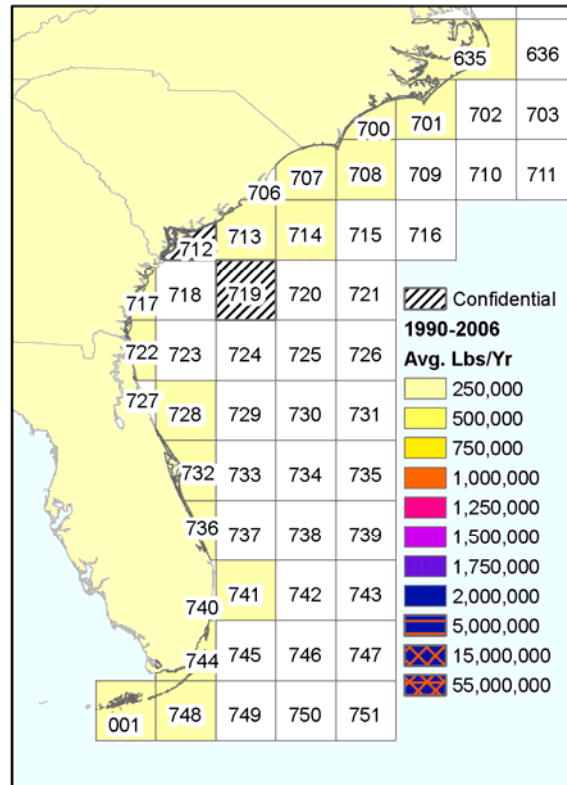 635 636
700 701 702 703
706 707 708 709 710 711
712 713 714 715 716
717 718 719 720 721
722 723 724 725 726
727 728 729 730 731
732 733 734 735
736 737 738 739
740 741 742 743
744 745 746 747
001 748 749 750 751
Confidential
1990-2006
Avg. Lbs/Yr
250,000
500,000
750,000
1,000,000
1,250,000
1,500,000
1,750,000
2,000,000
5,000,000
15,000,000
55,000,000